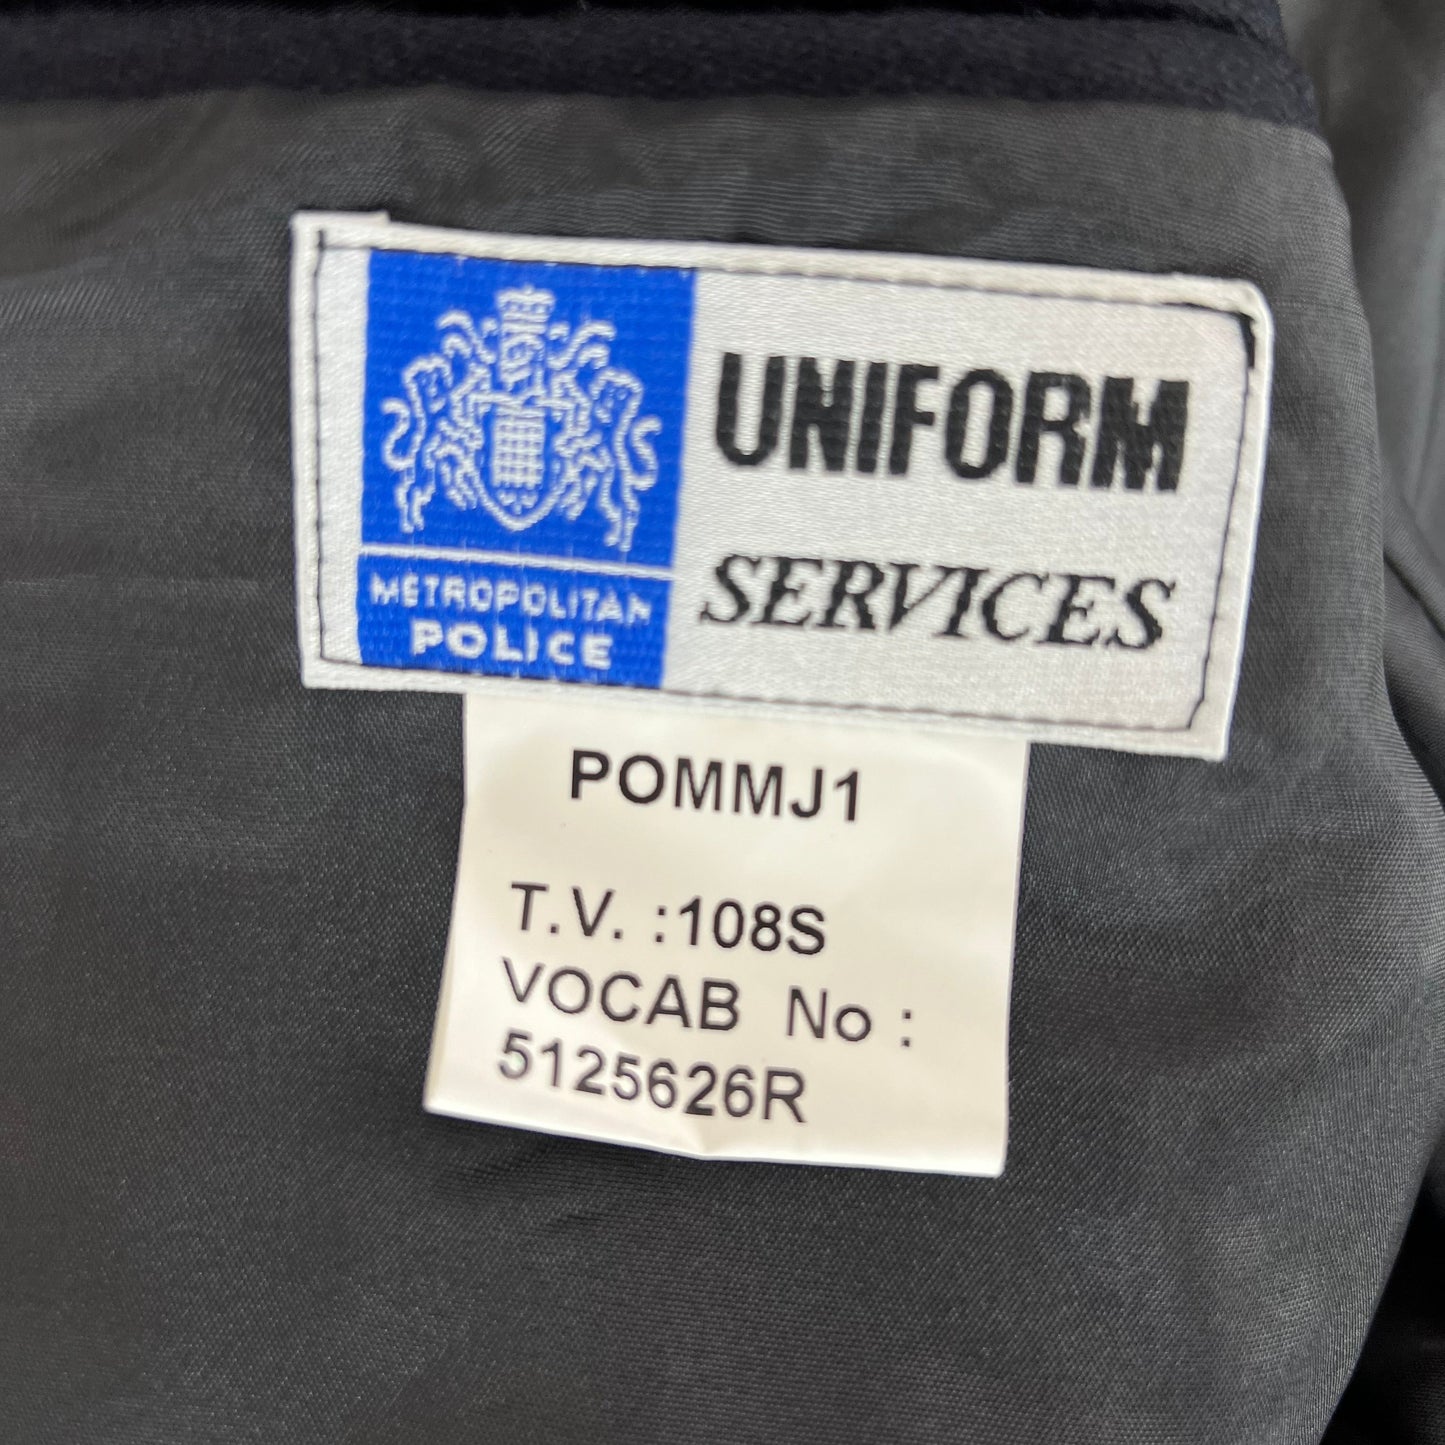 METROPOLITAN
POLICE
UNIFORM
SERVICES
POMMJ1
T.V. :108S
VOCAB No :
5125626R